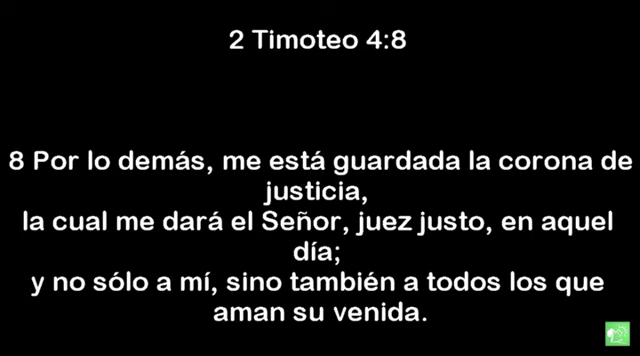 2 Timoteo 4:8
8 Por lo demás, me está guardada la corona de
justicia,
la cual me dará el Señor, juez justo, en aquel
día;
y no sólo a mí, sino también a todos los que
aman su venida.